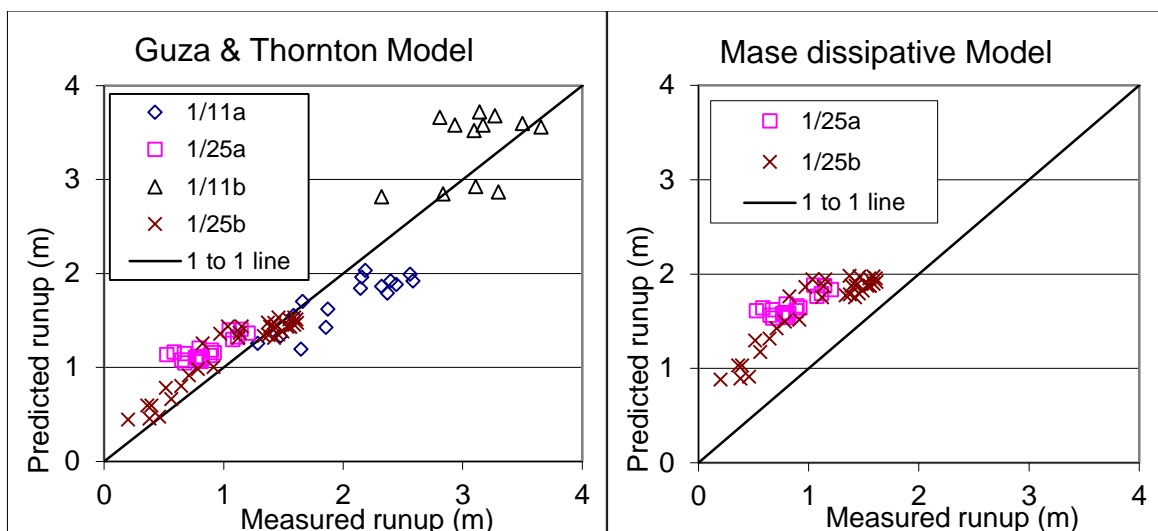 Guza & Thornton Model
4
3
2
1
0
Predicted runup (m)
1/11a
1/25a
1/11b
1/25b
1 to 1 line
0 1 2 3 4
Measured runup (m)
Mase dissipative Model
4
3
2
1
0
Predicted runup (m)
1/25a
1/25b
1 to 1 line
0 1 2 3 4
Measured runup (m)